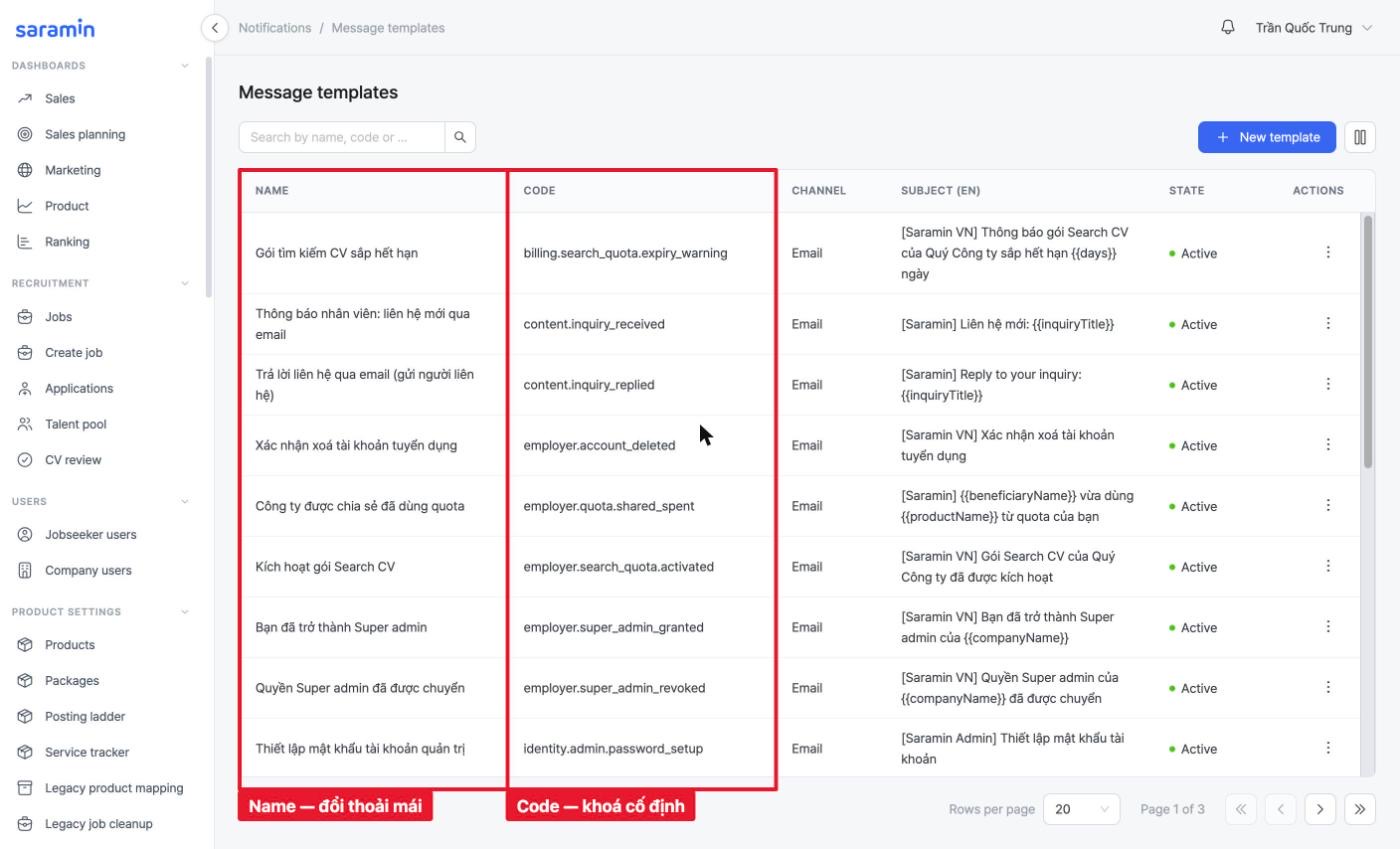 saramin
Notifications / Message templates
Trần Quốc Trung
DASHBOARDS
Sales
Sales planning
Marketing
Product
Ranking
RECRUITMENT
Jobs
Create job
Applications
Talent pool
CV review
USERS
Jobseeker users
Company users
PRODUCT SETTINGS
Products
Packages
Posting ladder
Service tracker
Legacy product mapping
Legacy job cleanup
Message templates
Search by name, code or ...
New template
NAME CODE CHANNEL SUBJECT (EN) STATE ACTIONS
Gói tìm kiếm CV sắp hết hạn
billing.search_quota.expiry_warning
Email
[Saramin VN] Thông báo gói Search CV
của Quý Công ty sắp hết hạn {{days}}
ngày
Active
Thông báo nhân viên: liên hệ mới qua
email
content.inquiry_received
Email
[Saramin] Liên hệ mới: {{inquiryTitle}}
Active
Trả lời liên hệ qua email (gửi người liên
hệ)
content.inquiry_replied
Email
[Saramin] Reply to your inquiry:
{{inquiryTitle}}
Active
Xác nhận xoá tài khoản tuyển dụng
employer.account_deleted
Email
[Saramin VN] Xác nhận xoá tài khoản
tuyển dụng
Active
Công ty được chia sẻ đã dùng quota
employer.quota.shared_spent
Email
[Saramin] {{beneficiaryName}} vừa dùng
{{productName}} từ quota của bạn
Active
Kích hoạt gói Search CV
employer.search_quota.activated
Email
[Saramin VN] Gói Search CV của Quý
Công ty đã được kích hoạt
Active
Bạn đã trở thành Super admin
employer.super_admin_granted
Email
[Saramin VN] Bạn đã trở thành Super
admin của {{companyName}}
Active
Quyền Super admin đã được chuyển
employer.super_admin_revoked
Email
[Saramin VN] Quyền Super admin của
{{companyName}} đã được chuyển
Active
Thiết lập mật khẩu tài khoản quản trị
identity.admin.password_setup
Email
[Saramin Admin] Thiết lập mật khẩu tài
khoản
Active
Name — đổi thoải mái
Code — khoá cố định
Rows per page 20 Page 1 of 3